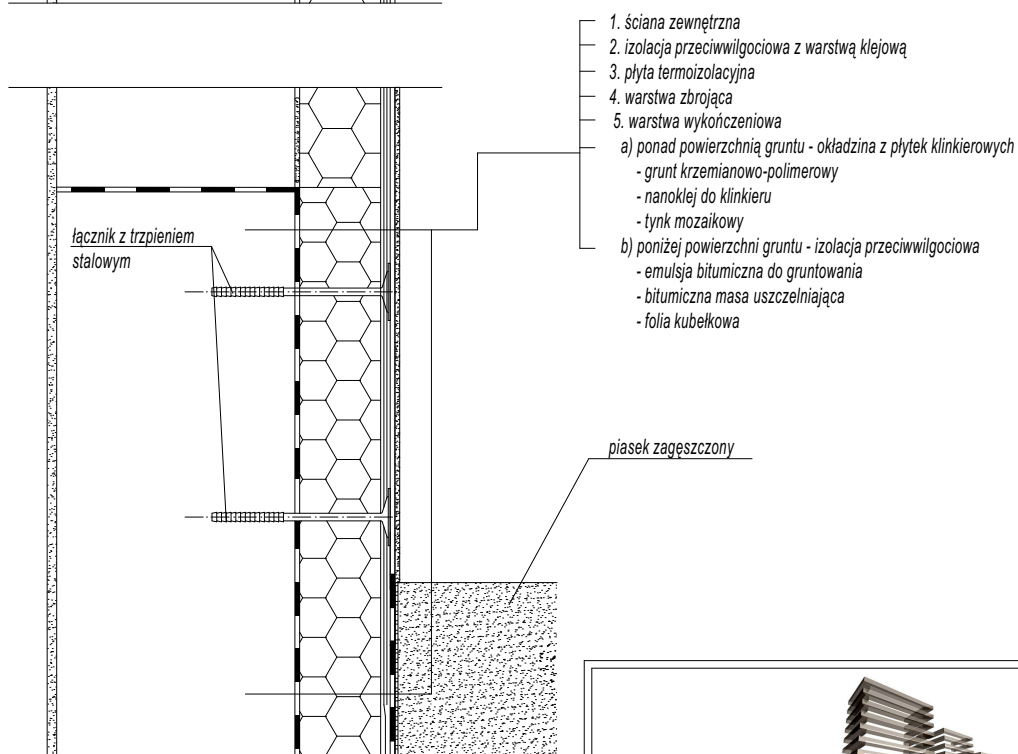 1. ściana zewnętrzna
2. izolacja przeciwwilgociowa z warstwą klejową
3. płyta termoizolacyjna
4. warstwa zbrojąca
5. warstwa wykończeniowa
a) ponad powierzchnią gruntu - okładzina z płytek klinkierowych
- grunt krzemianowo-polimerowy
- nanoklej do klinkieru
- tynk mozaikowy
b) poniżej powierzchni gruntu - izolacja przeciwwilgociowa
- emulsja bitumiczna do gruntowania
- bitumiczna masa uszczelniająca
- folia kubełkowa
łącznik z trzpieniem
stalowym
piasek zagęszczony